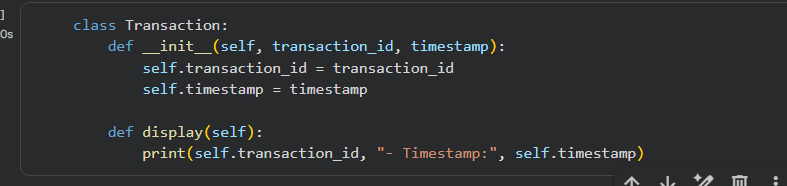 ]
0s
class Transaction:
    def __init__(self, transaction_id, timestamp):
        self.transaction_id = transaction_id
        self.timestamp = timestamp

    def display(self):
        print(self.transaction_id, "- Timestamp:", self.timestamp)